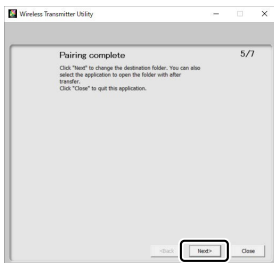 Wireless Transmitter Utility
Pairing complete
5/7
Click "Next" to change the destination folder. You can also
select the application to open the folder with after
transfer.
Click "Close" to quit this application.
<Back
Next>
Close